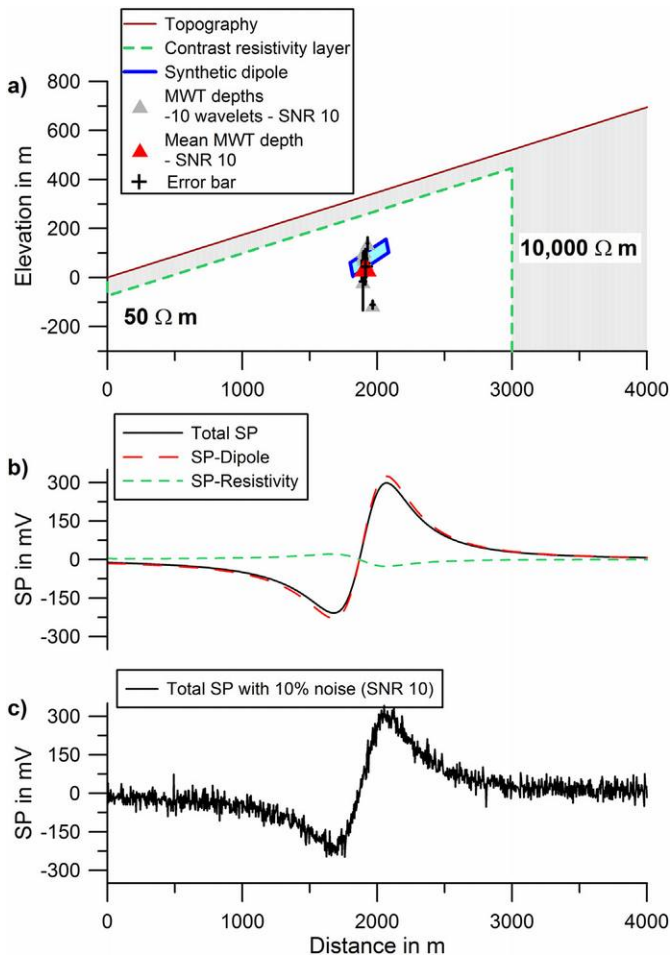 Topography
Contrast resistivity layer
Synthetic dipole
MWT depths
-10 wavelets - SNR 10
Mean MWT depth
- SNR 10
Error bar
a)
800
600
400
200
0
-200
Elevation in m
50 Ω m
10,000 Ω m
0 1000 2000 3000 4000
b)
Total SP
SP-Dipole
SP-Resistivity
300
150
0
-150
-300
SP in mV
c)
Total SP with 10% noise (SNR 10)
300
150
0
-150
-300
SP in mV
0 1000 2000 3000 4000
Distance in m